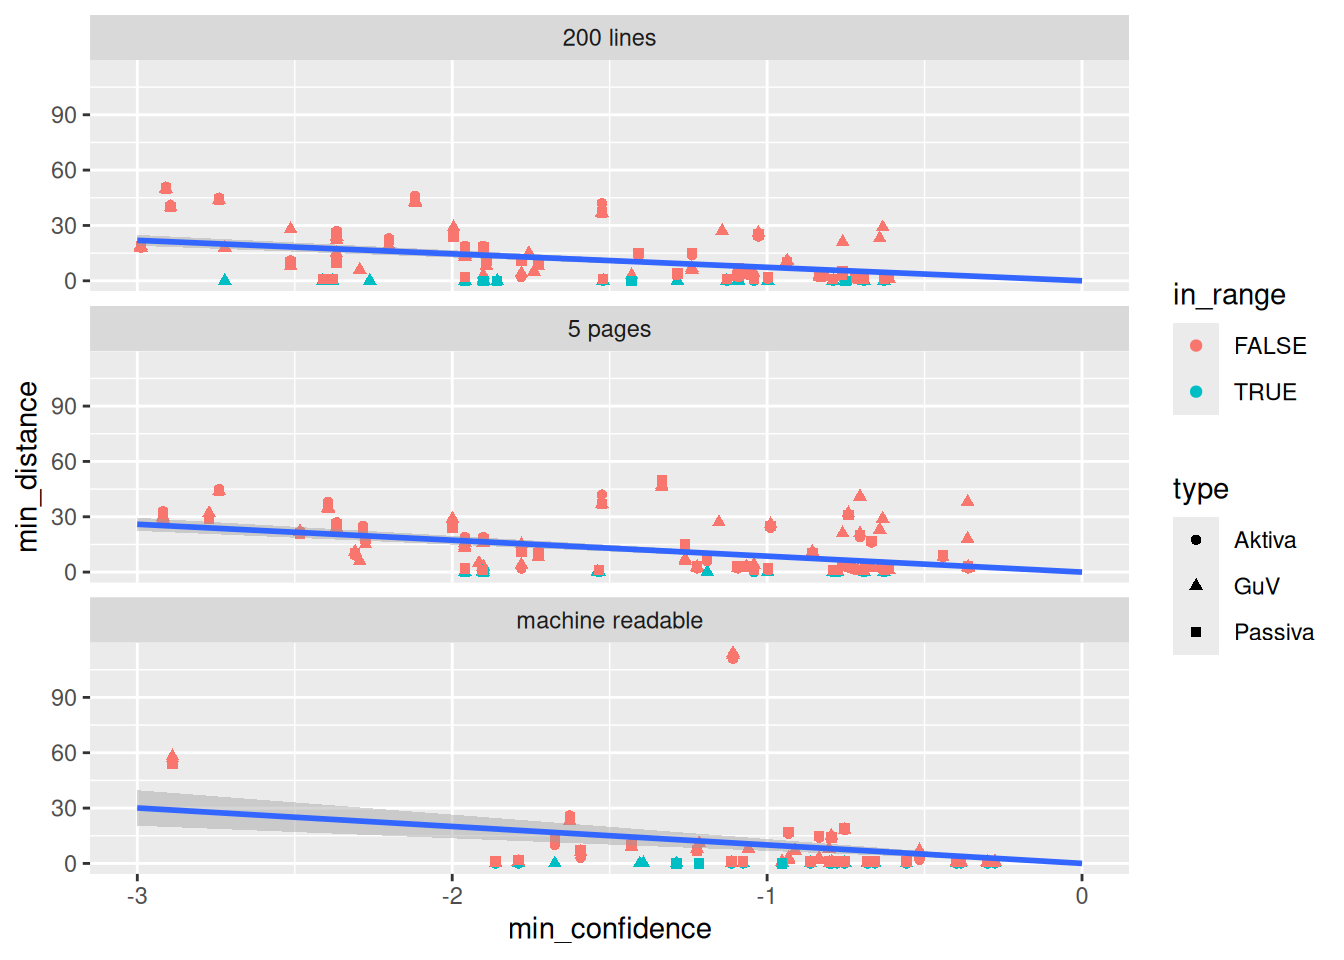 200 lines
90
60
30
0
5 pages
90
60
30
0
machine readable
90
60
30
0
-3
-2
-1
0
min_confidence
min_distance
in_range
FALSE
TRUE
type
Aktiva
GuV
Passiva